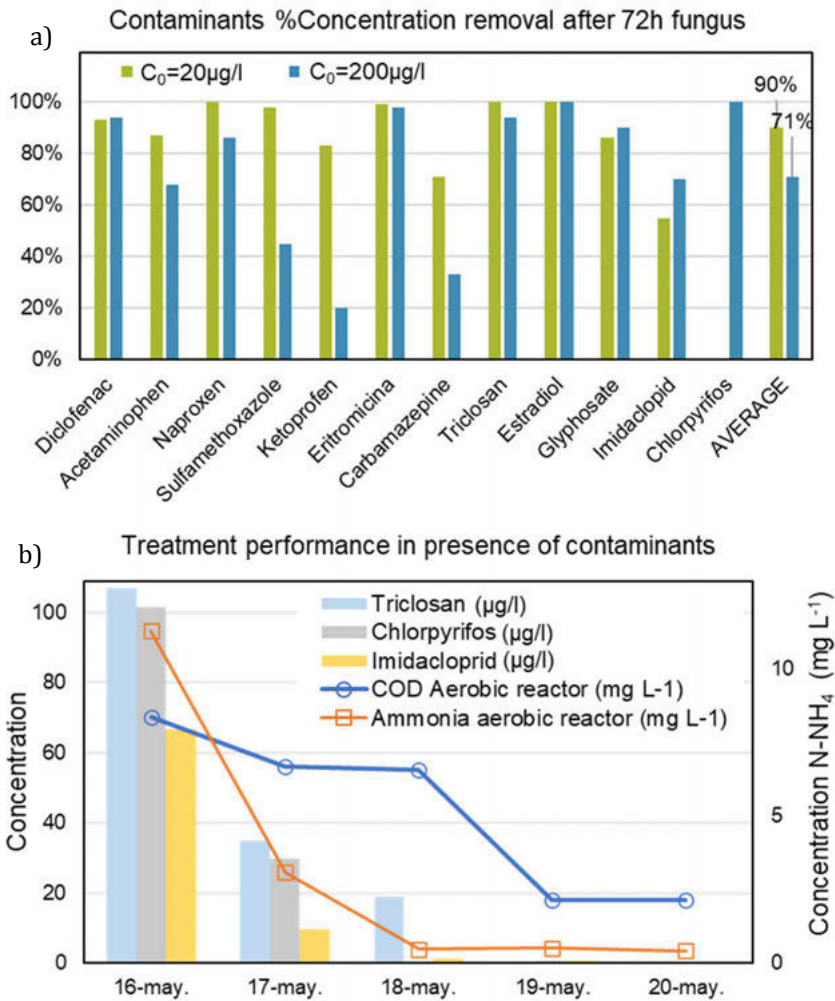 a)
Contaminants %Concentration removal after 72h fungus
C₀=20µg/l
C₀=200µg/l
100%
80%
60%
40%
20%
0%
90%
71%
Diclofenac
Acetaminophen
Naproxen
Sulfamethoxazole
Ketoprofen
Eritromicina
Carbamazepine
Triclosan
Estradiol
Glyphosate
Imidaclopid
Chlorpyrifos
AVERAGE
b)
Treatment performance in presence of contaminants
Triclosan (µg/l)
Chlorpyrifos (µg/l)
Imidacloprid (µg/l)
COD Aerobic reactor (mg L-1)
Ammonia aerobic reactor (mg L-1)
Concentration
100
80
60
40
20
0
10
5
0
Concentration N-NH₄ (mg L⁻¹)
16-may.
17-may.
18-may.
19-may.
20-may.